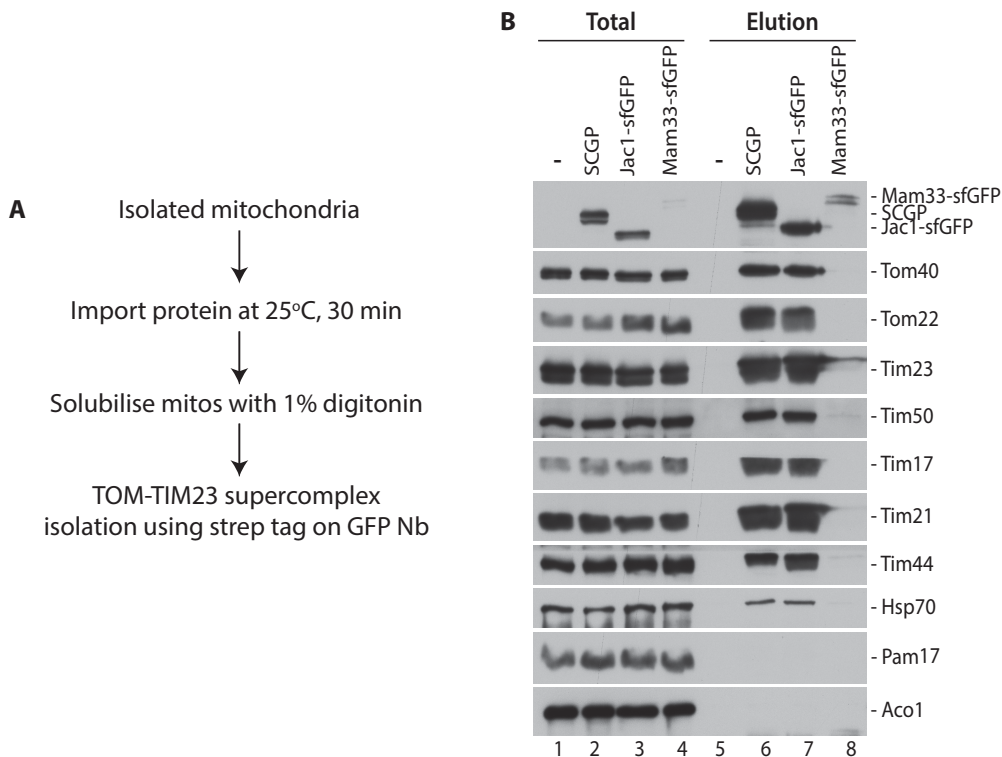 A
Isolated mitochondria
Import protein at 25°C, 30 min
Solubilise mitos with 1% digitonin
TOM-TIM23 supercomplex
isolation using strep tag on GFP Nb
B
Total Elution
- SCGP Jac1-sfGFP Mam33-sfGFP - SCGP Jac1-sfGFP Mam33-sfGFP
- Mam33-sfGFP
- SCGP
- Jac1-sfGFP
- Tom40
- Tom22
- Tim23
- Tim50
- Tim17
- Tim21
- Tim44
- Hsp70
- Pam17
- Aco1
1 2 3 4 5 6 7 8